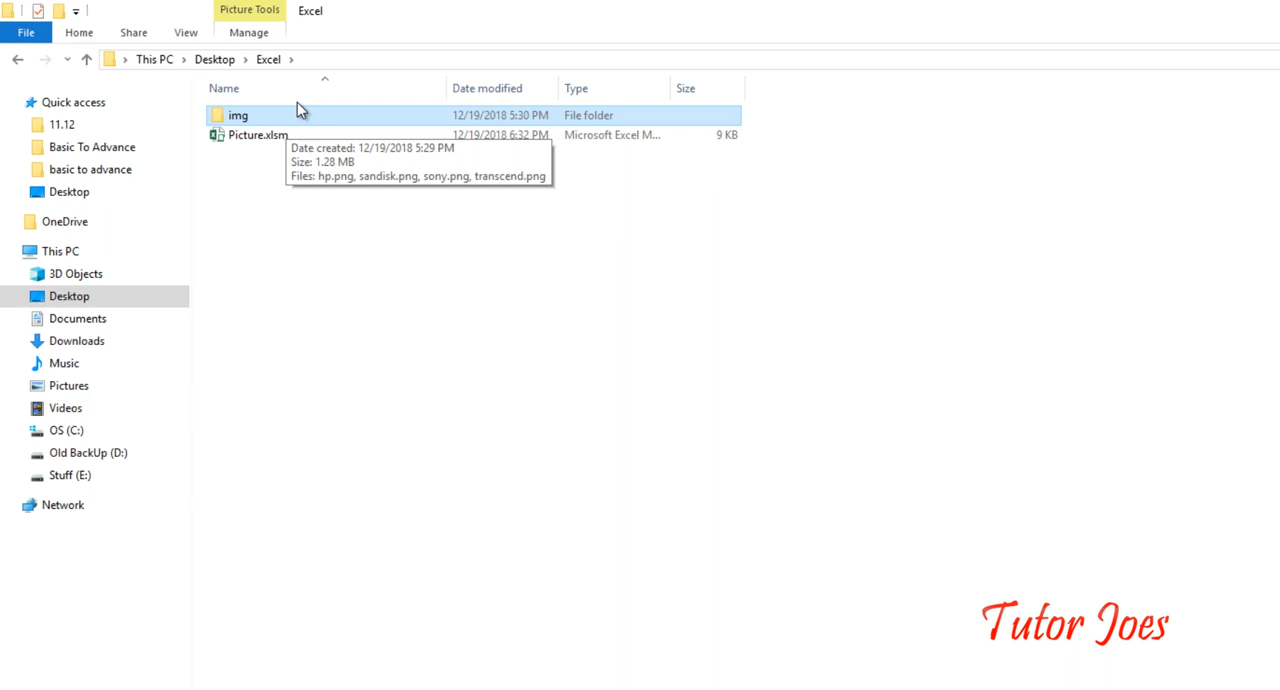 Picture Tools Excel
File Home Share View Manage
This PC Desktop Excel
Name Date modified Type Size
Quick access
img 12/19/2018 5:30 PM File folder
11.12
Picture.xlsm 12/19/2018 6:32 PM Microsoft Excel M... 9 KB
Basic To Advance
Date created: 12/19/2018 5:29 PM
Size: 1.28 MB
basic to advance
Files: hp.png, sandisk.png, sony.png, transcend.png
Desktop
OneDrive
This PC
3D Objects
Desktop
Documents
Downloads
Music
Pictures
Videos
OS (C:)
Old BackUp (D:)
Stuff (E:)
Network
Tutor Joes